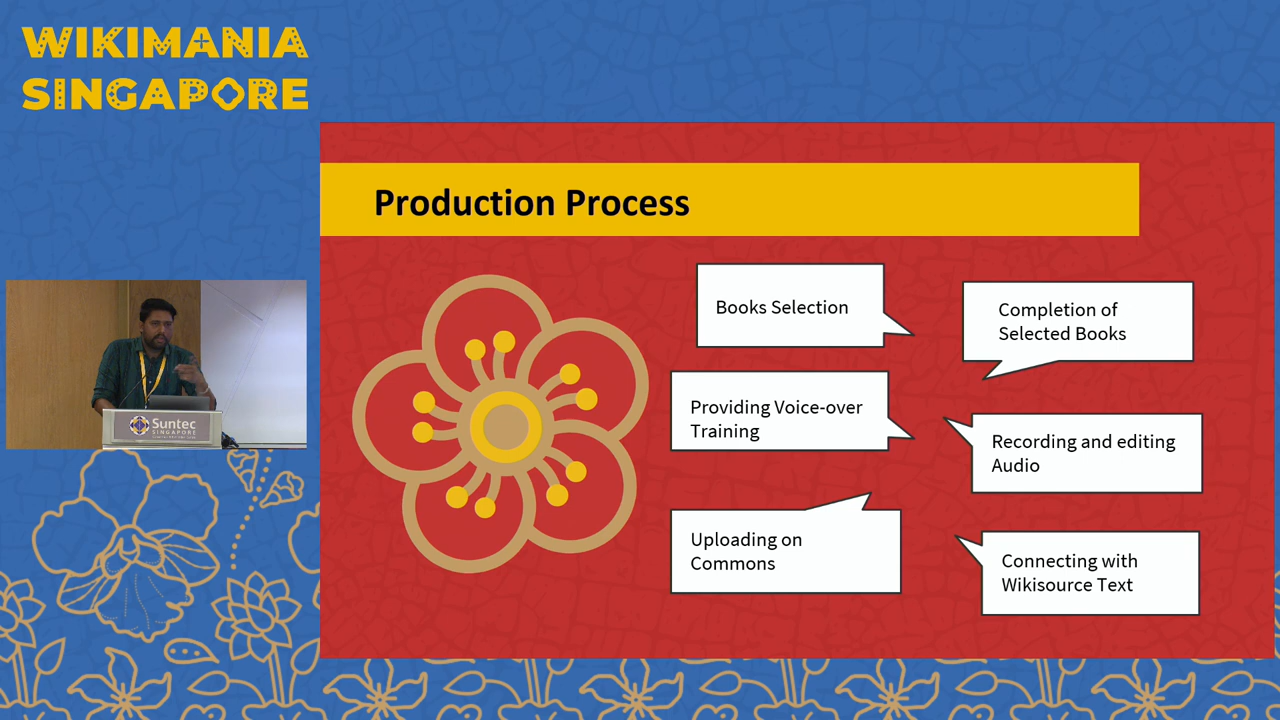 WIKIMANIA
SINGAPORE
Production Process
Books Selection
Completion of
Selected Books
Providing Voice-over
Training
Recording and editing
Audio
Uploading on
Commons
Connecting with
Wikisource Text
Suntec
SINGAPORE